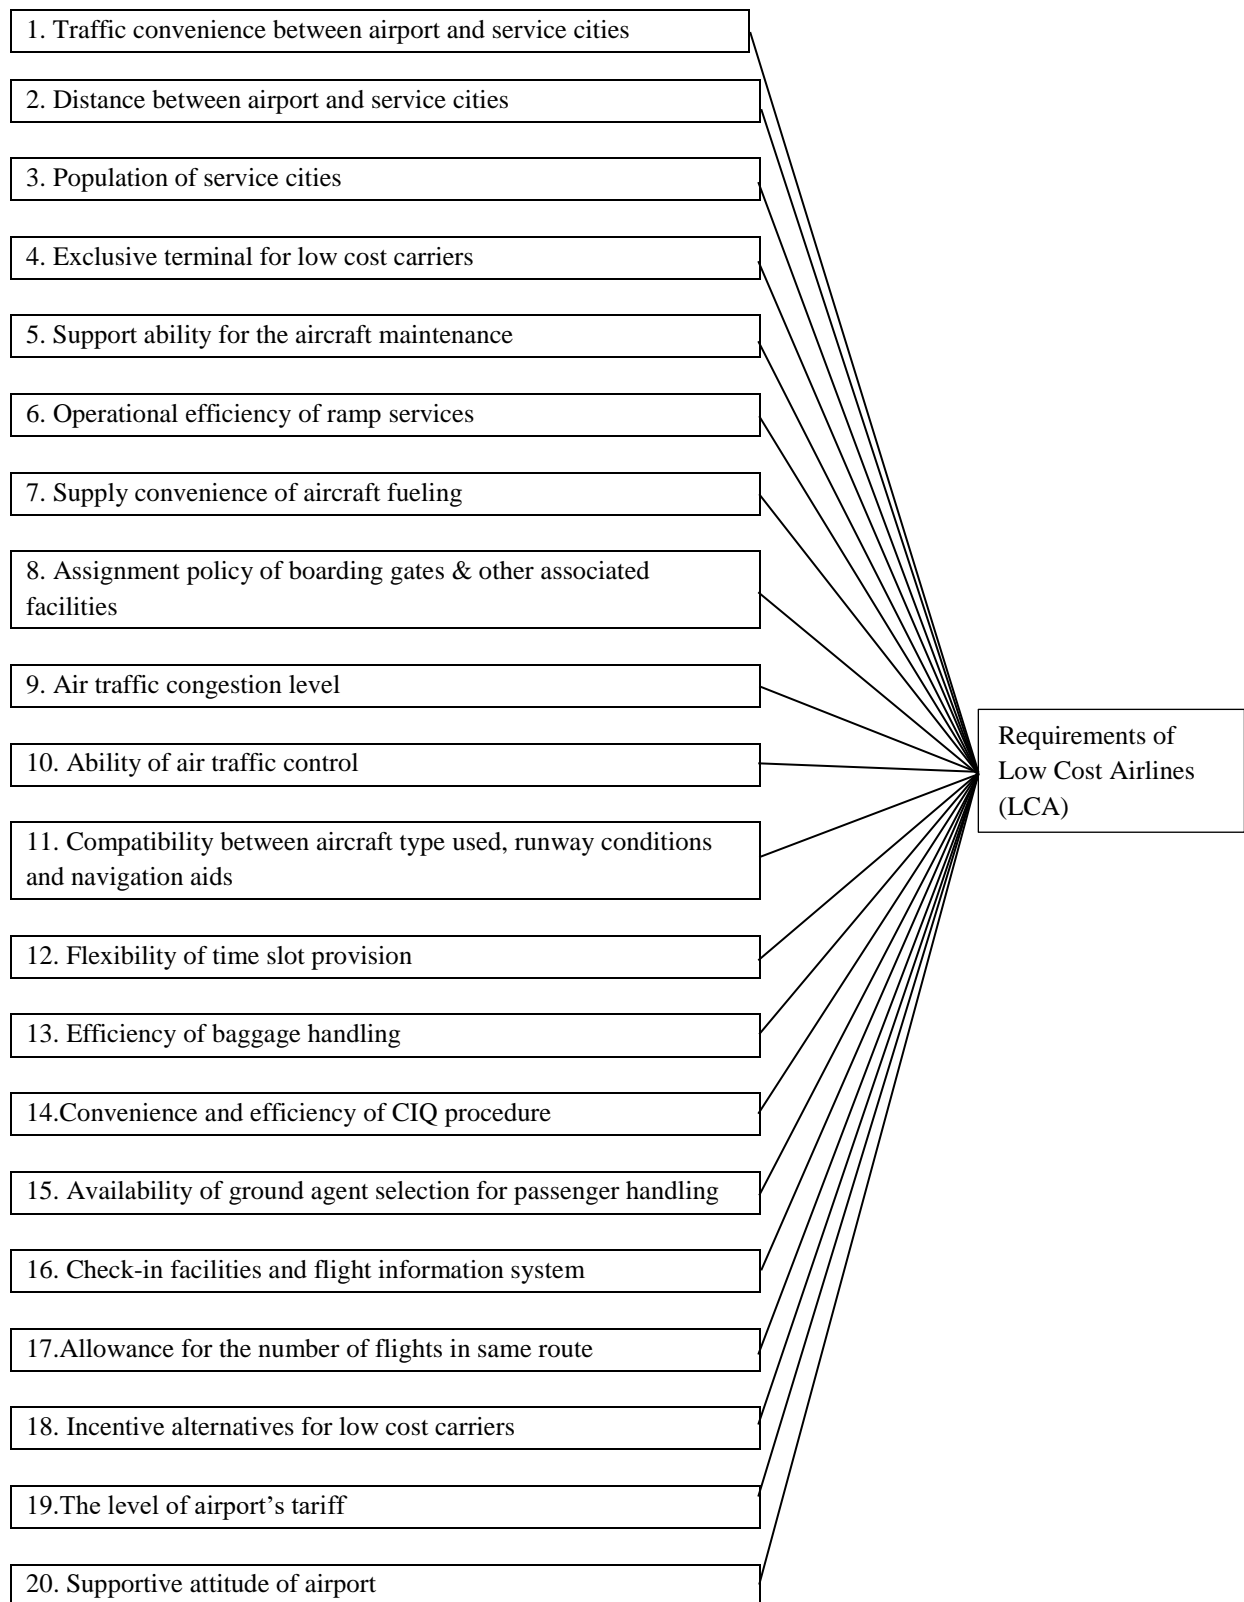 1. Traffic convenience between airport and service cities
2. Distance between airport and service cities
3. Population of service cities
4. Exclusive terminal for low cost carriers
5. Support ability for the aircraft maintenance
6. Operational efficiency of ramp services
7. Supply convenience of aircraft fueling
8. Assignment policy of boarding gates & other associated
facilities
9. Air traffic congestion level
10. Ability of air traffic control
11. Compatibility between aircraft type used, runway conditions
and navigation aids
12. Flexibility of time slot provision
13. Efficiency of baggage handling
14.Convenience and efficiency of CIQ procedure
15. Availability of ground agent selection for passenger handling
16. Check-in facilities and flight information system
17.Allowance for the number of flights in same route
18. Incentive alternatives for low cost carriers
19.The level of airport’s tariff
20. Supportive attitude of airport
Requirements of
Low Cost Airlines
(LCA)